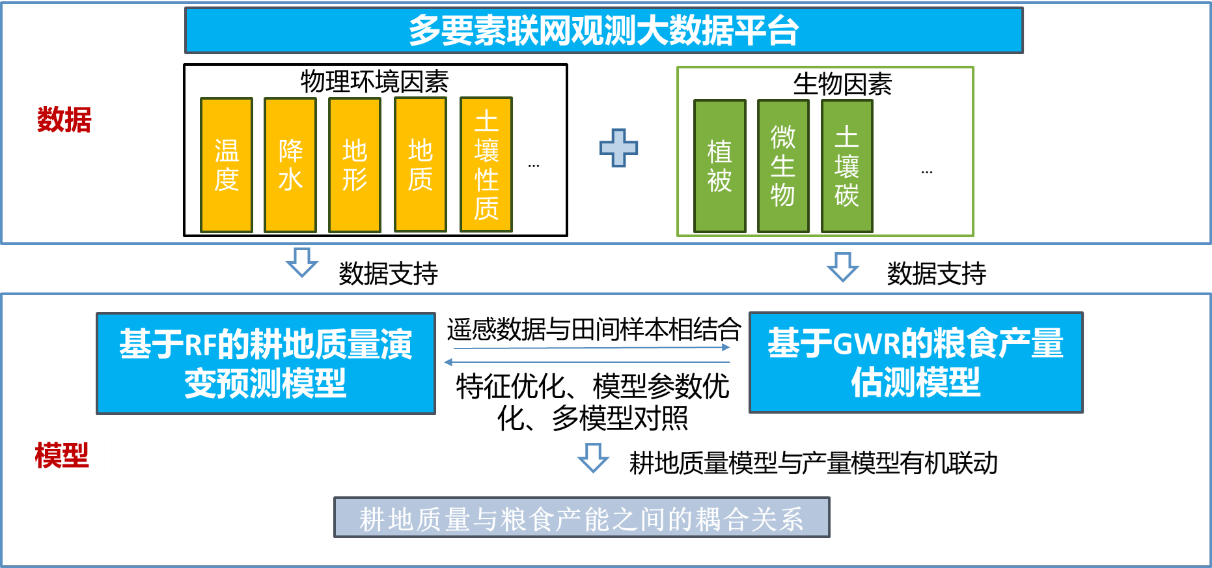 多要素联网观测大数据平台
物理环境因素
生物因素
数据
温度
降水
地形
地质
土壤性质
...
植被
微生物
土壤碳
...
数据支持
数据支持
基于RF的耕地质量演
变预测模型
遥感数据与田间样本相结合
特征优化、模型参数优
化、多模型对照
基于GWR的粮食产量
估测模型
模型
耕地质量模型与产量模型有机联动
耕地质量与粮食产能之间的耦合关系